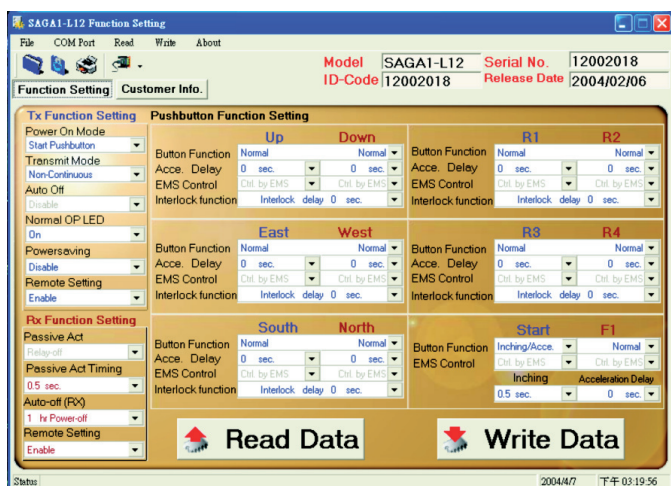 SAGA1-L12 Function Setting
File COM Port Read Write About
Model SAGA1-L12 Serial No. 12002018
ID-Code 12002018 Release Date 2004/02/06
Function Setting Customer Info.
Tx Function Setting
Power On Mode
Start Pushbutton
Transmit Mode
Non-Continuous
Auto Off
Disable
Normal OP LED
On
Powersaving
Disable
Remote Setting
Enable
Rx Function Setting
Passive Act
Relay-off
Passive Act Timing
0.5 sec.
Auto-off (RX)
1 hr Power-off
Remote Setting
Enable
Pushbutton Function Setting
Up Down
Button Function Normal Normal
Acce. Delay 0 sec. 0 sec.
EMS Control Ctrl. by EMS Ctrl. by EMS
Interlock function Interlock delay 0 sec.
R1 R2
Button Function Normal Normal
Acce. Delay 0 sec. 0 sec.
EMS Control Ctrl. by EMS Ctrl. by EMS
Interlock function Interlock delay 0 sec.
East West
Button Function Normal Normal
Acce. Delay 0 sec. 0 sec.
EMS Control Ctrl. by EMS Ctrl. by EMS
Interlock function Interlock delay 0 sec.
R3 R4
Button Function Normal Normal
Acce. Delay 0 sec. 0 sec.
EMS Control Ctrl. by EMS Ctrl. by EMS
Interlock function Interlock delay 0 sec.
South North
Button Function Normal Normal
Acce. Delay 0 sec. 0 sec.
EMS Control Ctrl. by EMS Ctrl. by EMS
Interlock function Interlock delay 0 sec.
Start F1
Button Function Inching/Acce. Normal
EMS Control Ctrl. by EMS Ctrl. by EMS
Inching Acceleration Delay
0.5 sec. 0 sec.
Read Data Write Data
Status 2004/4/7 下午 03:19:56